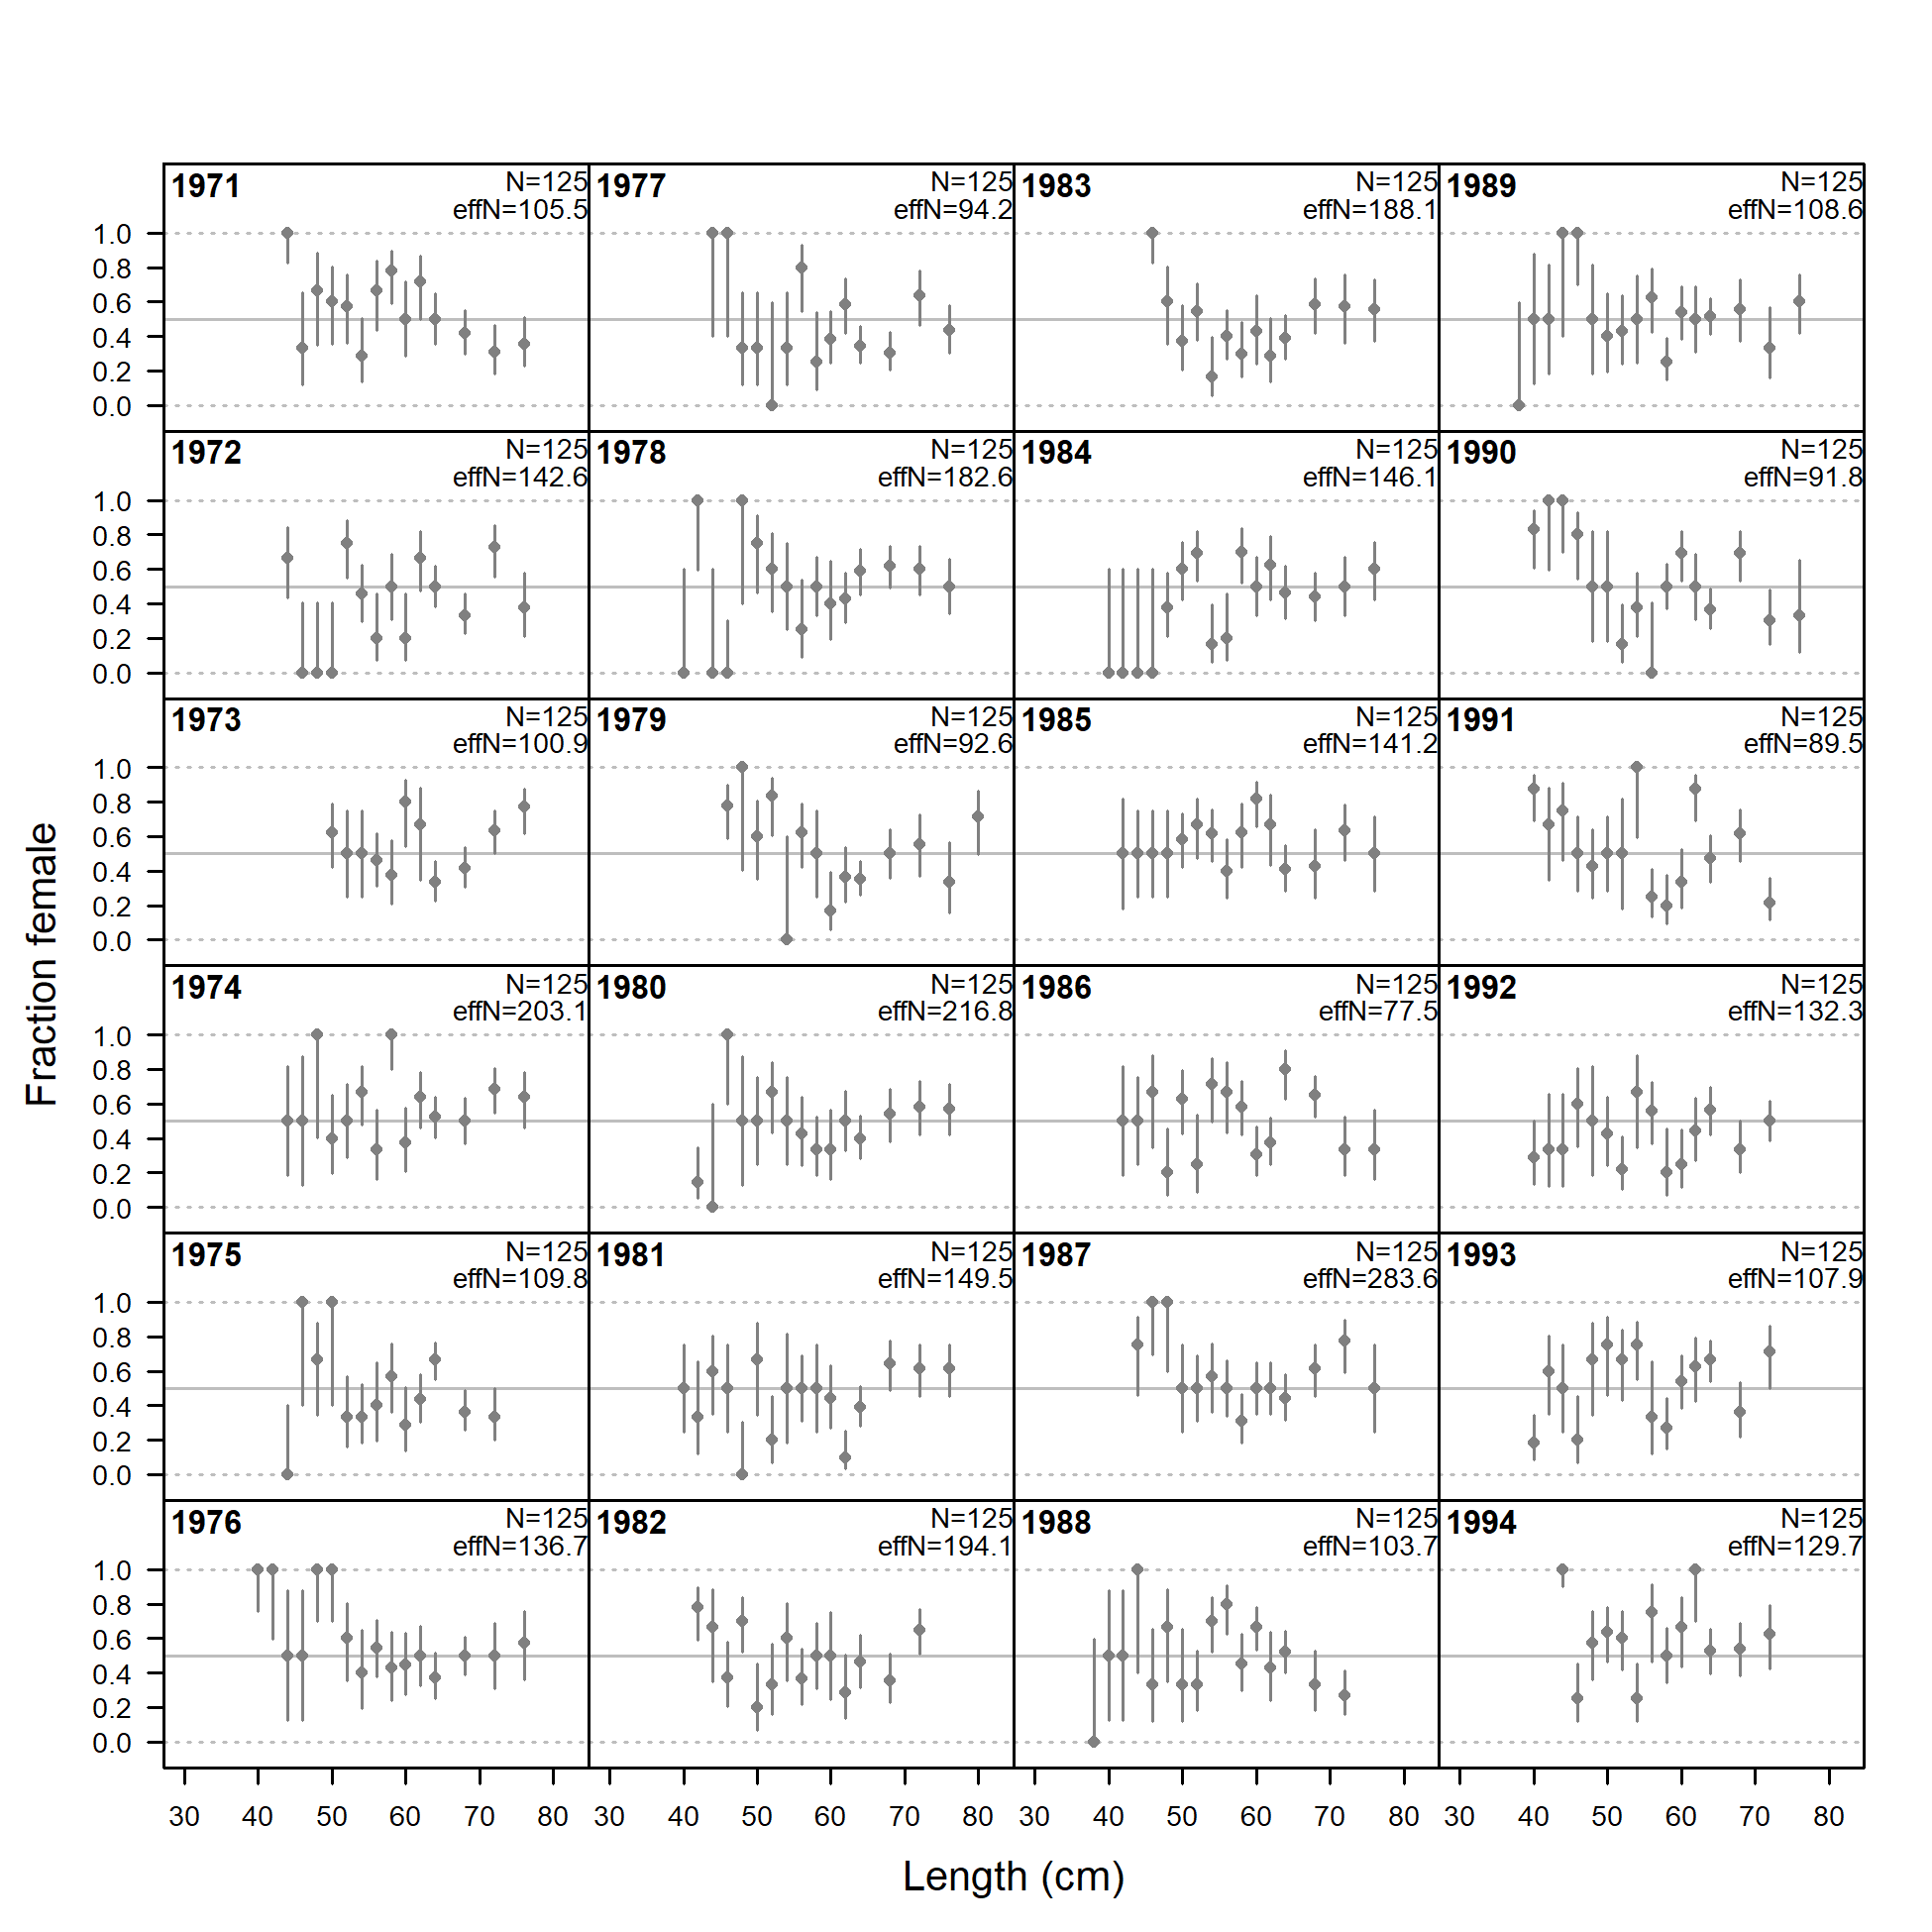 1971 N=125 1977 N=125 1983 N=125 1989 N=125
effN=105.5 effN=94.2 effN=188.1 effN=108.6
1.0
0.8
0.6
0.4
0.2
0.0
1972 N=125 1978 N=125 1984 N=125 1990 N=125
effN=142.6 effN=182.6 effN=146.1 effN=91.8
1.0
0.8
0.6
0.4
0.2
0.0
1973 N=125 1979 N=125 1985 N=125 1991 N=125
effN=100.9 effN=92.6 effN=141.2 effN=89.5
1.0
0.8
0.6
0.4
0.2
0.0
Fraction female
1974 N=125 1980 N=125 1986 N=125 1992 N=125
effN=203.1 effN=216.8 effN=77.5 effN=132.3
1.0
0.8
0.6
0.4
0.2
0.0
1975 N=125 1981 N=125 1987 N=125 1993 N=125
effN=109.8 effN=149.5 effN=283.6 effN=107.9
1.0
0.8
0.6
0.4
0.2
0.0
1976 N=125 1982 N=125 1988 N=125 1994 N=125
effN=136.7 effN=194.1 effN=103.7 effN=129.7
1.0
0.8
0.6
0.4
0.2
0.0
30 40 50 60 70 80 30 40 50 60 70 80 30 40 50 60 70 80 30 40 50 60 70 80
Length (cm)